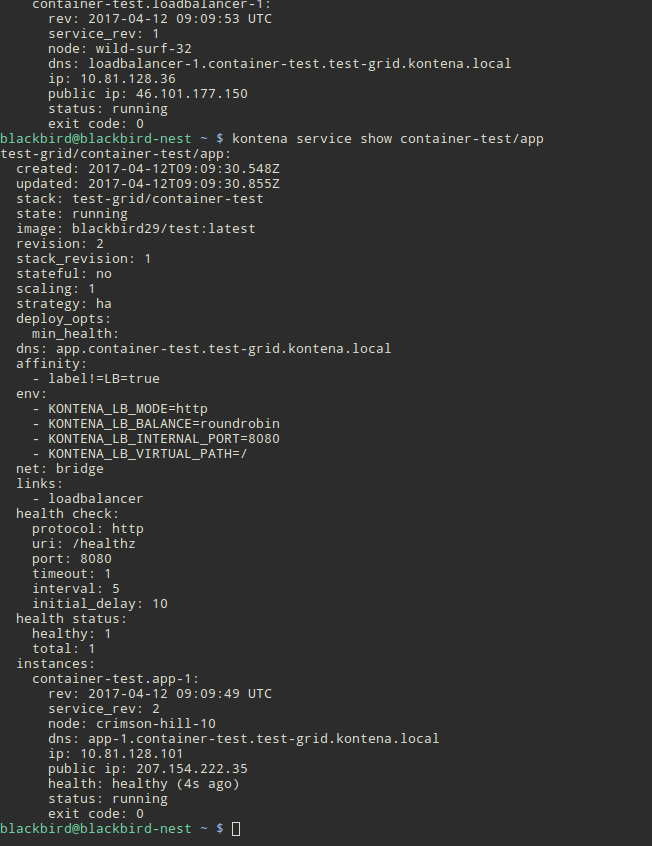 container-test.loadbalancer-1:
rev: 2017-04-12 09:09:53 UTC
service_rev: 1
node: wild-surf-32
dns: loadbalancer-1.container-test.test-grid.kontena.local
ip: 10.81.128.36
public ip: 46.101.177.150
status: running
exit code: 0
blackbird@blackbird-nest ~ $ kontena service show container-test/app
test-grid/container-test/app:
created: 2017-04-12T09:09:30.548Z
updated: 2017-04-12T09:09:30.855Z
stack: test-grid/container-test
state: running
image: blackbird29/test:latest
revision: 2
stack_revision: 1
stateful: no
scaling: 1
strategy: ha
deploy_opts:
min_health:
dns: app.container-test.test-grid.kontena.local
affinity:
- label!=LB=true
env:
- KONTENA_LB_MODE=http
- KONTENA_LB_BALANCE=roundrobin
- KONTENA_LB_INTERNAL_PORT=8080
- KONTENA_LB_VIRTUAL_PATH=/
net: bridge
links:
- loadbalancer
health check:
protocol: http
uri: /healthz
port: 8080
timeout: 1
interval: 5
initial_delay: 10
health status:
healthy: 1
total: 1
instances:
container-test.app-1:
rev: 2017-04-12 09:09:49 UTC
service_rev: 2
node: crimson-hill-10
dns: app-1.container-test.test-grid.kontena.local
ip: 10.81.128.101
public ip: 207.154.222.35
health: healthy (4s ago)
status: running
exit code: 0
blackbird@blackbird-nest ~ $